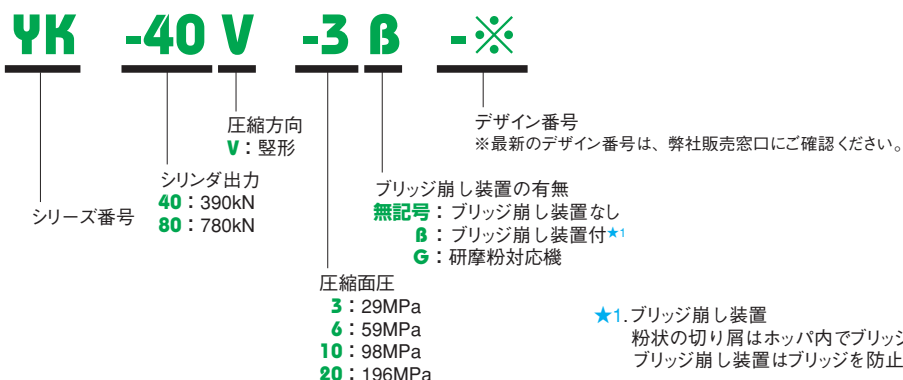 YK -40 V -3 B -※
デザイン番号
※最新のデザイン番号は、弊社販売窓口にご確認ください。
圧縮方向
V：竪形
シリンダ出力
40：390kN
80：780kN
シリーズ番号
ブリッジ崩し装置の有無
無記号：ブリッジ崩し装置なし
B：ブリッジ崩し装置付★1
G：研摩粉対応機
圧縮面圧
3：29MPa
6：59MPa
10：98MPa
20：196MPa
★1.ブリッジ崩し装置
粉状の切り屑はホッパ内でブリッジ
ブリッジ崩し装置はブリッジを防止